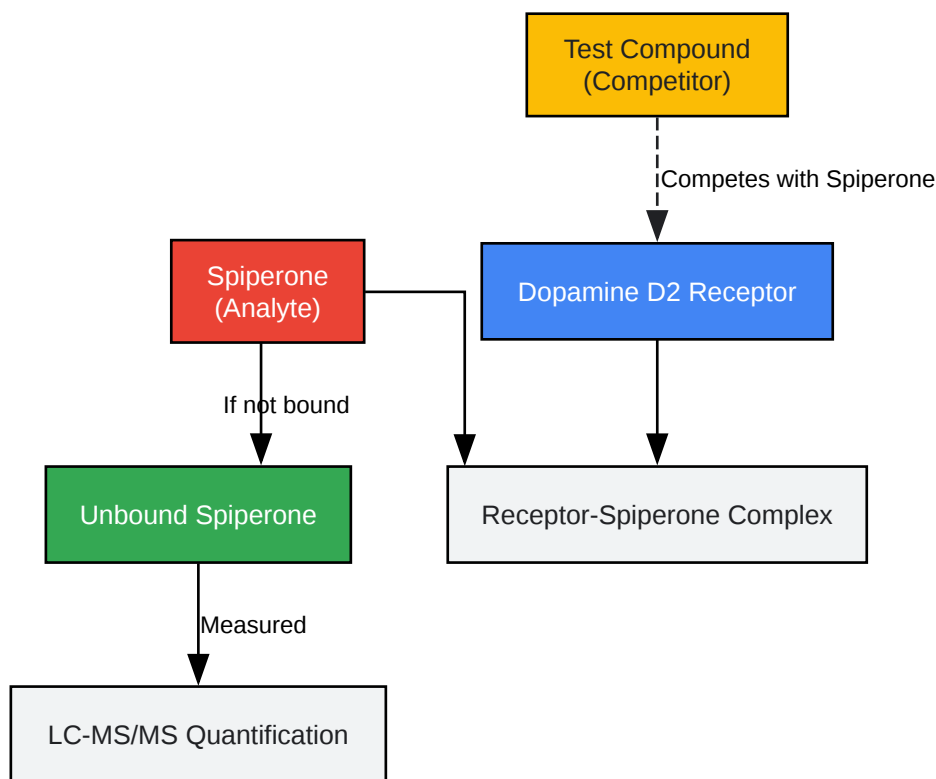 Test Compound
(Competitor)
Competes with Spiperone
Spiperone
(Analyte)
Dopamine D2 Receptor
If not bound
Unbound Spiperone
Receptor-Spiperone Complex
Measured
LC-MS/MS Quantification